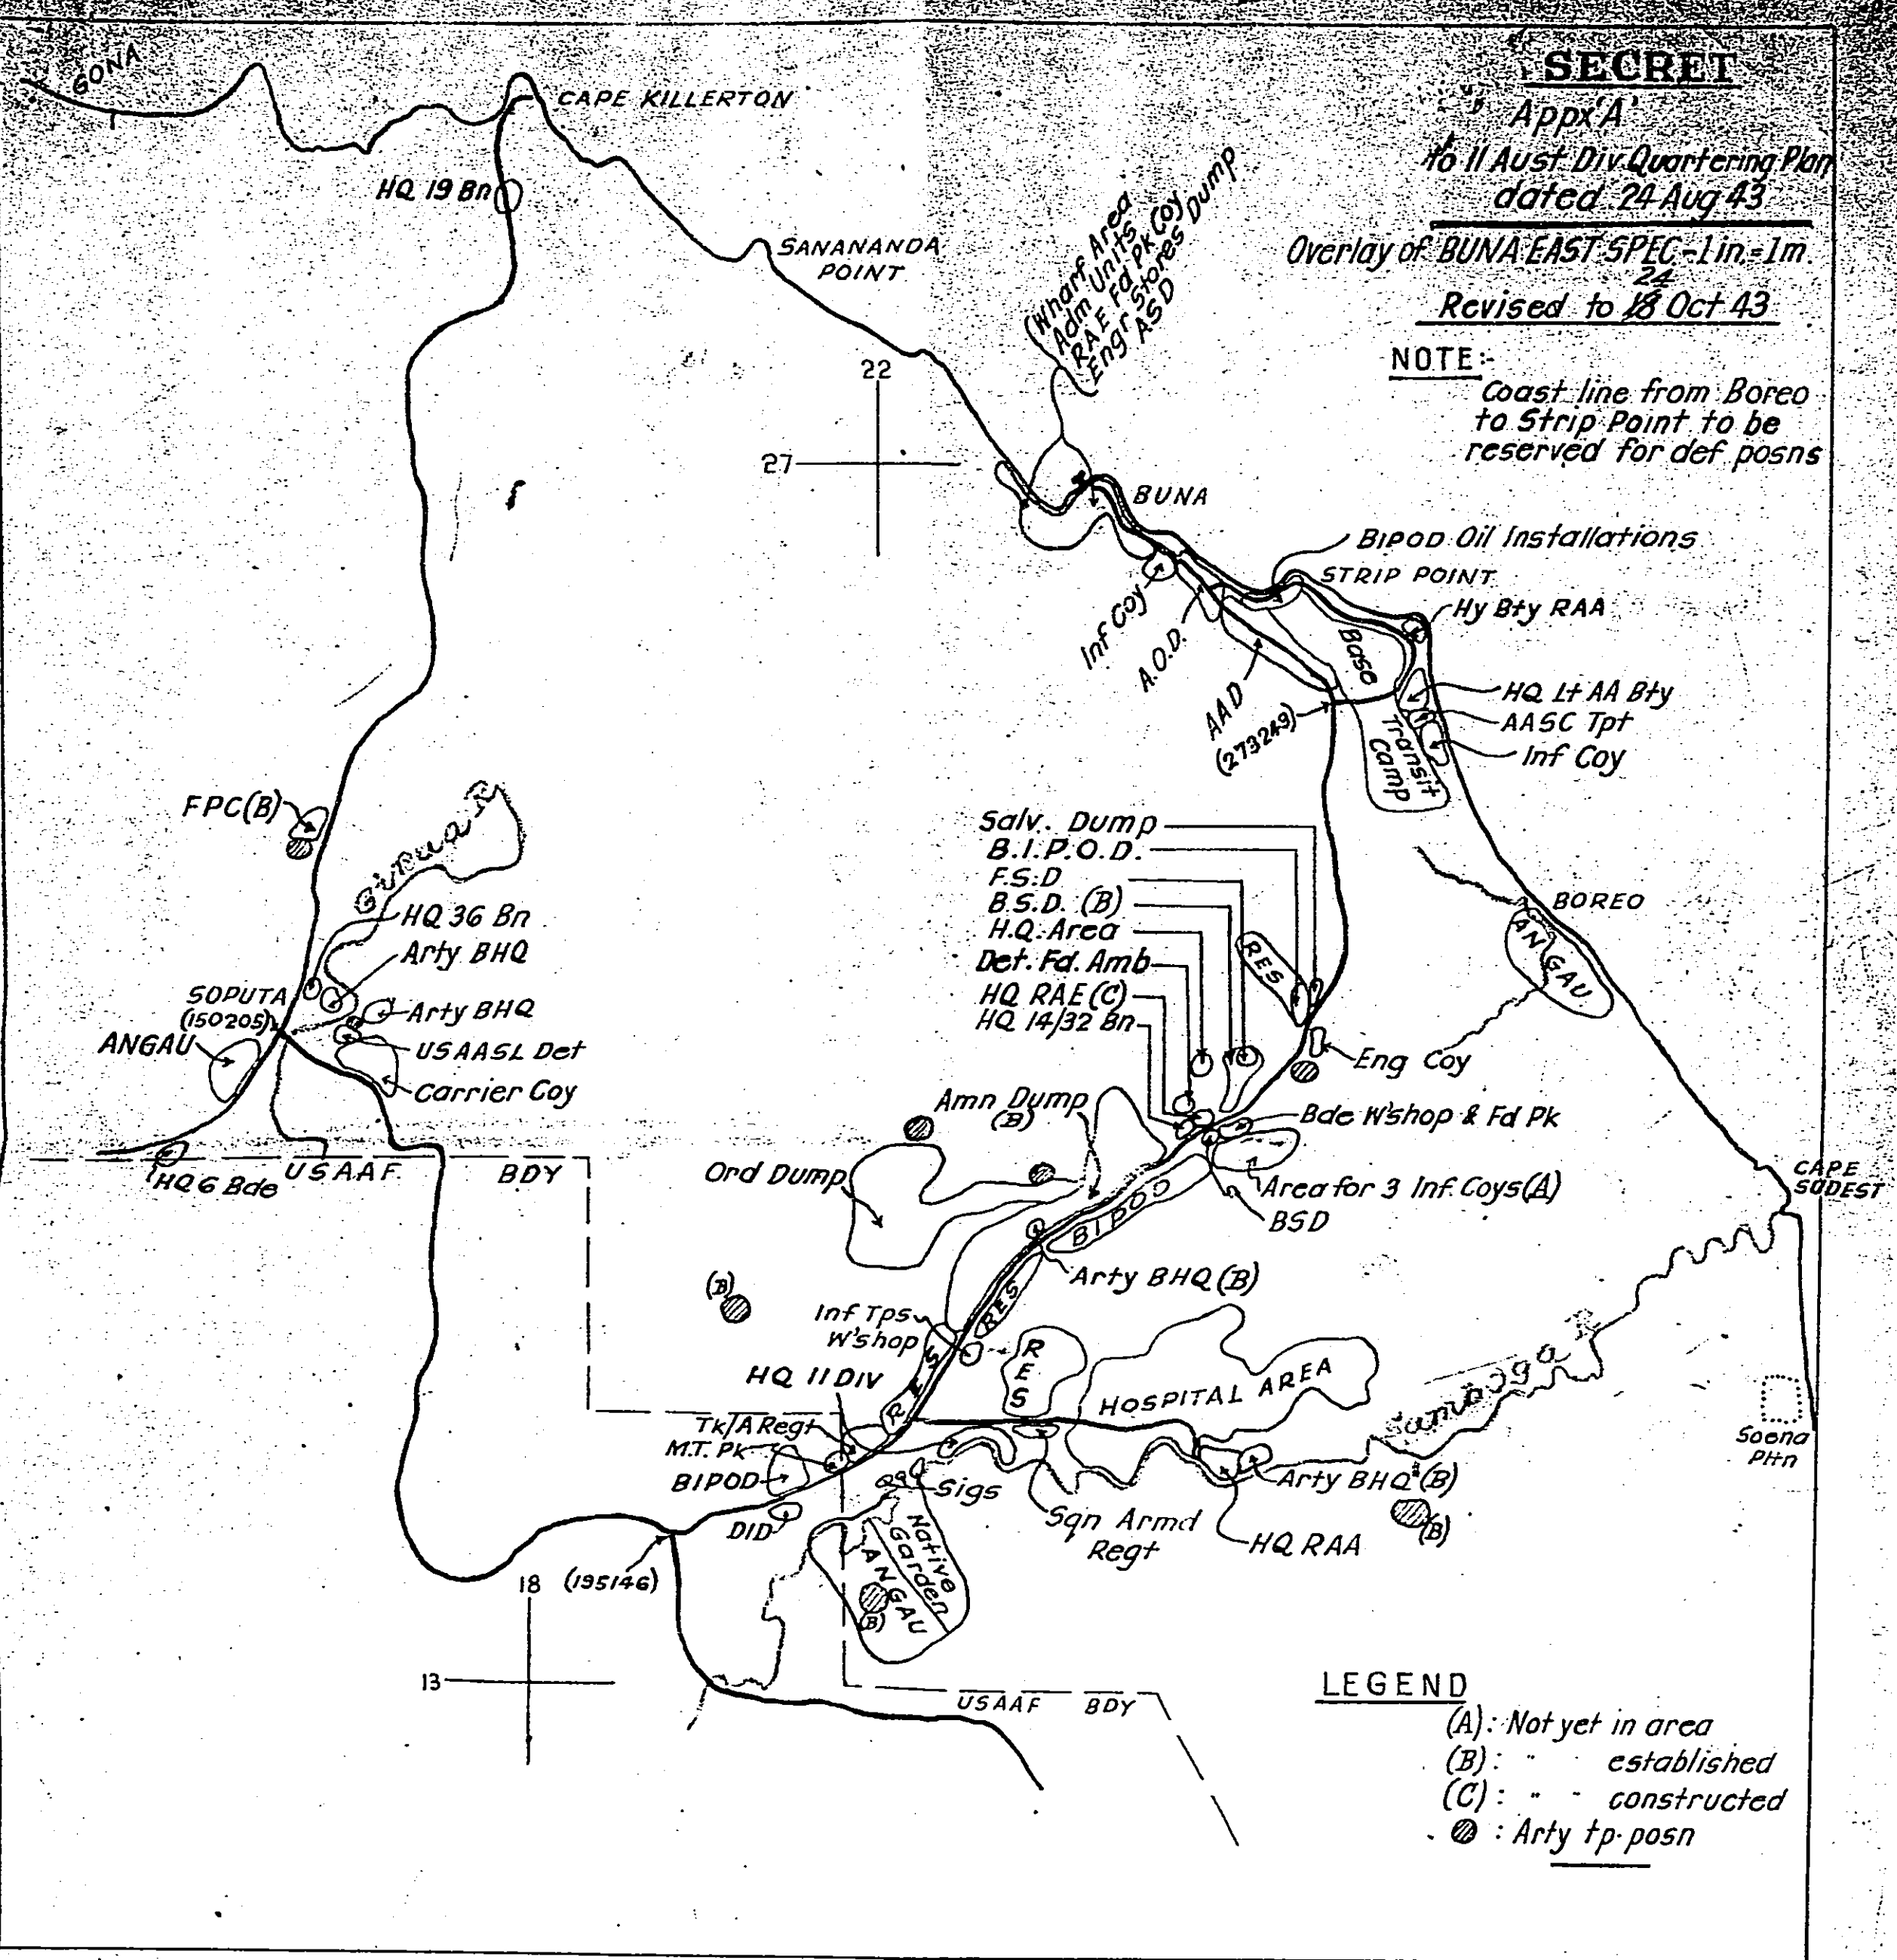 SECRET
Appx 'A'
to 11 Aust Div Quartering Plan
dated 24 Aug 43
Overlay of BUNA EAST SPEC - 1 in. = 1 m.
24
Revised to 18 Oct 43
NOTE:-
Coast line from Boreo
to Strip Point to be
reserved for def posns
GONA
CAPE KILLERTON
HQ 19 Bn
SANANANDA
POINT
(Wharf Area
Adm Units
RAE Fd Pk Coy
Engr Stores Dump
ASD
22
27
BUNA
BIPOD Oil Installations
STRIP POINT
Hy Bty RAA
Inf Coy
A.O.D.
AAD
(273249)
Base
HQ Lt AA Bty
AASC Tpt
Inf Coy
Transit
Camp
FPC (B)
Girua R
HQ 36 Bn
Arty BHQ
SOPUTA
(150205)
Arty BHQ
ANGAU
USAASL Det
Carrier Coy
HQ 6 Bde
USAAF BDY
Salv. Dump
B.I.P.O.D.
F.S.D
B.S.D. (B)
H.Q. Area
Det. Fd. Amb
HQ RAE (C)
HQ 14/32 Bn
RES
BOREO
ANGAU
Eng Coy
Amn Dump
(B)
Bde W'shop & Fd Pk
Ord Dump
Area for 3 Inf. Coys (A)
BSD
BIPOD
CAPE
SUDEST
Arty BHQ (B)
(B)
Inf Tps
W'shop
RES
RES
RES
HQ 11 DIV
HOSPITAL AREA
Samboga R
Tk/A Regt
M.T. Pk
BIPOD
DID
Sigs
Sqn Armd
Regt
Arty BHQ (B)
HQ RAA
(B)
Soena
Pltn
Native
Garden
ANGAU
(B)
18
(195146)
13
USAAF BDY
LEGEND
(A): Not yet in area
(B): " " established
(C): " " constructed
: Arty tp. posn